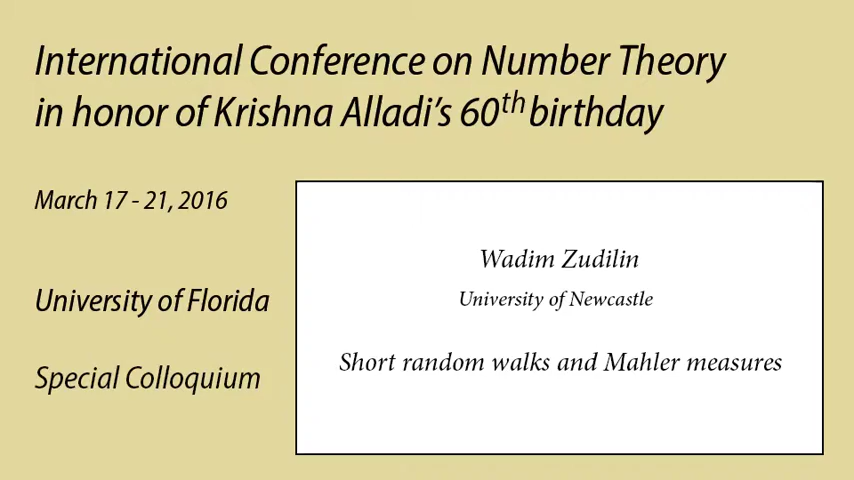 International Conference on Number Theory
in honor of Krishna Alladi's 60th birthday
March 17 - 21, 2016
University of Florida
Special Colloquium
Wadim Zudilin
University of Newcastle
Short random walks and Mahler measures